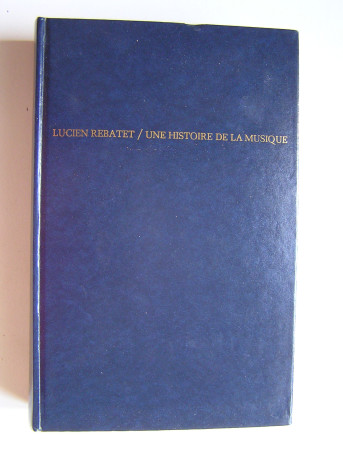 LUCIEN REBATET / UNE HISTOIRE DE LA MUSIQUE